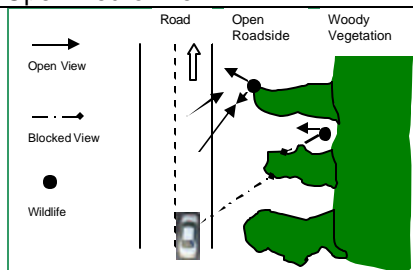 Road
Open
Roadside
Woody
Vegetation
Open View
Blocked View
Wildlife